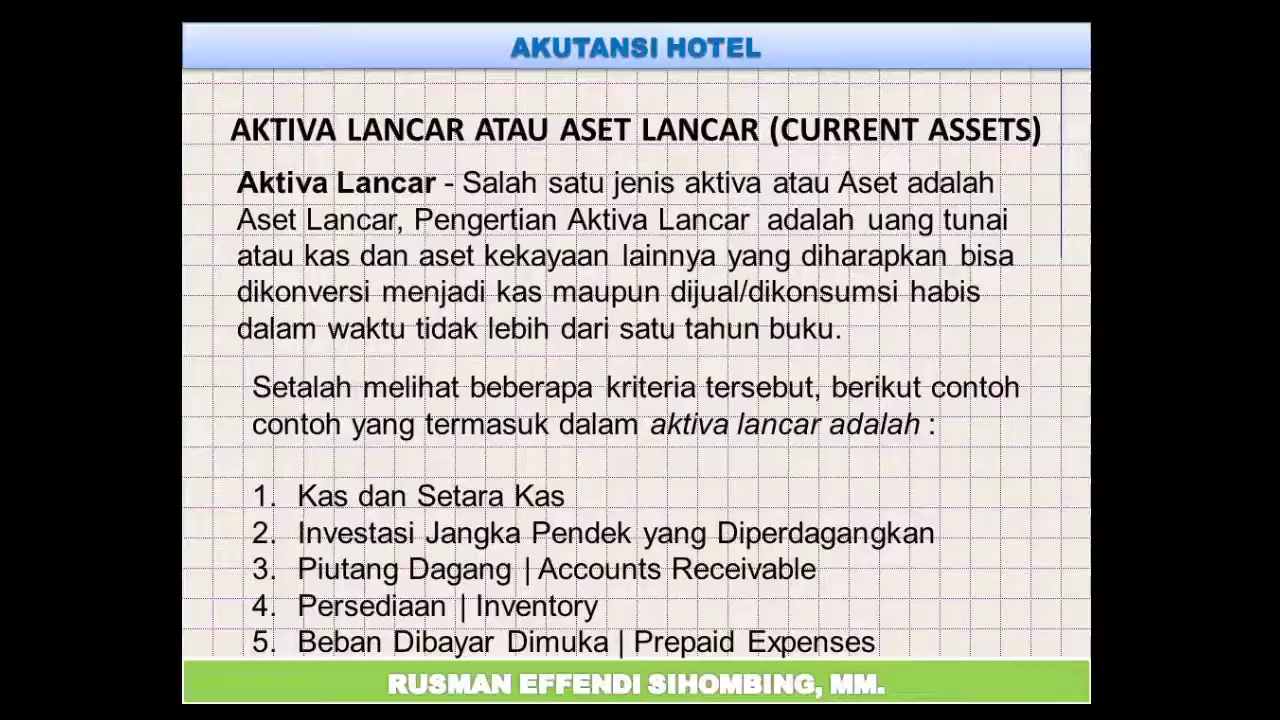 AKUTANSI HOTEL
AKTIVA LANCAR ATAU ASET LANCAR (CURRENT ASSETS)
Aktiva Lancar - Salah satu jenis aktiva atau Aset adalah
Aset Lancar, Pengertian Aktiva Lancar adalah uang tunai
atau kas dan aset kekayaan lainnya yang diharapkan bisa
dikonversi menjadi kas maupun dijual/dikonsumsi habis
dalam waktu tidak lebih dari satu tahun buku.
Setalah melihat beberapa kriteria tersebut, berikut contoh
contoh yang termasuk dalam aktiva lancar adalah :
1. Kas dan Setara Kas
2. Investasi Jangka Pendek yang Diperdagangkan
3. Piutang Dagang | Accounts Receivable
4. Persediaan | Inventory
5. Beban Dibayar Dimuka | Prepaid Expenses
RUSMAN EFFENDI SIHOMBING, MM.